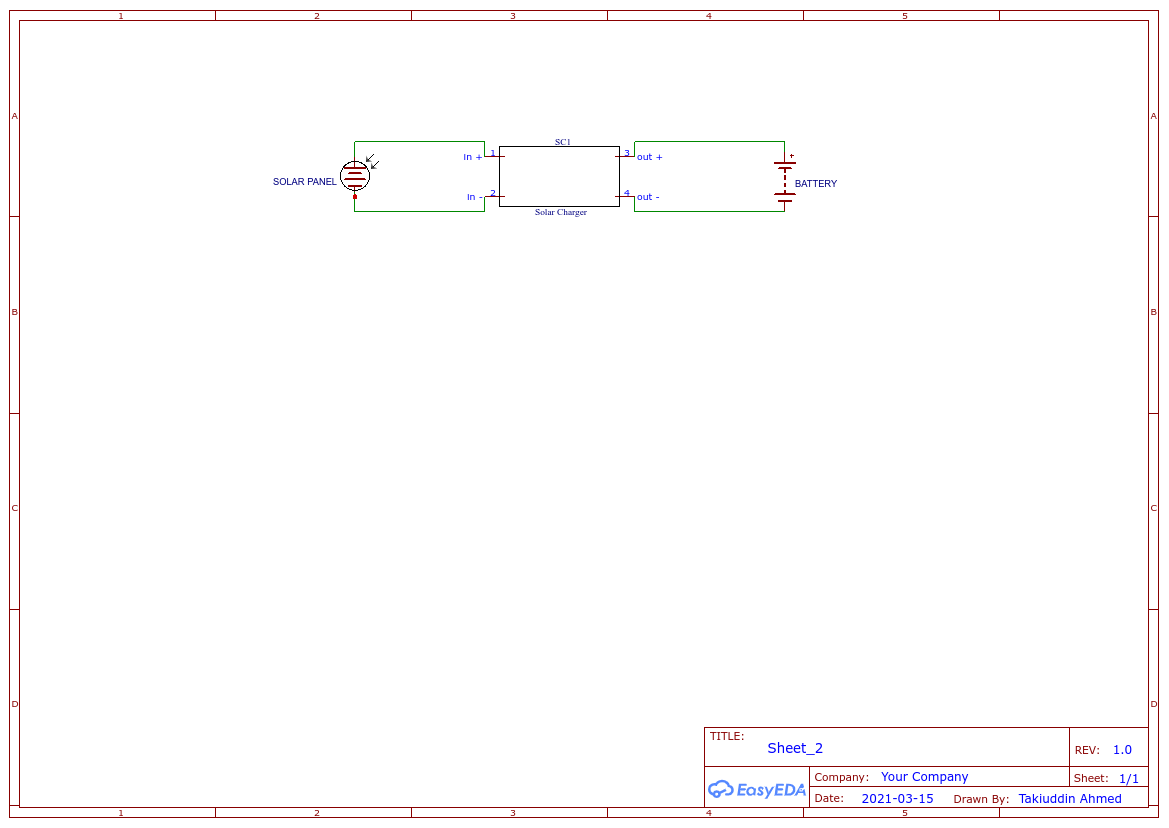 1 2 3 4 5
A A
SC1
In + 1 3 out +
SOLAR PANEL
+
BATTERY
In - 2 4 out -
Solar Charger
B B
C C
D D
TITLE:
Sheet_2
REV: 1.0
EasyEDA
Company: Your Company
Sheet: 1/1
Date: 2021-03-15 Drawn By: Takiuddin Ahmed
1 2 3 4 5